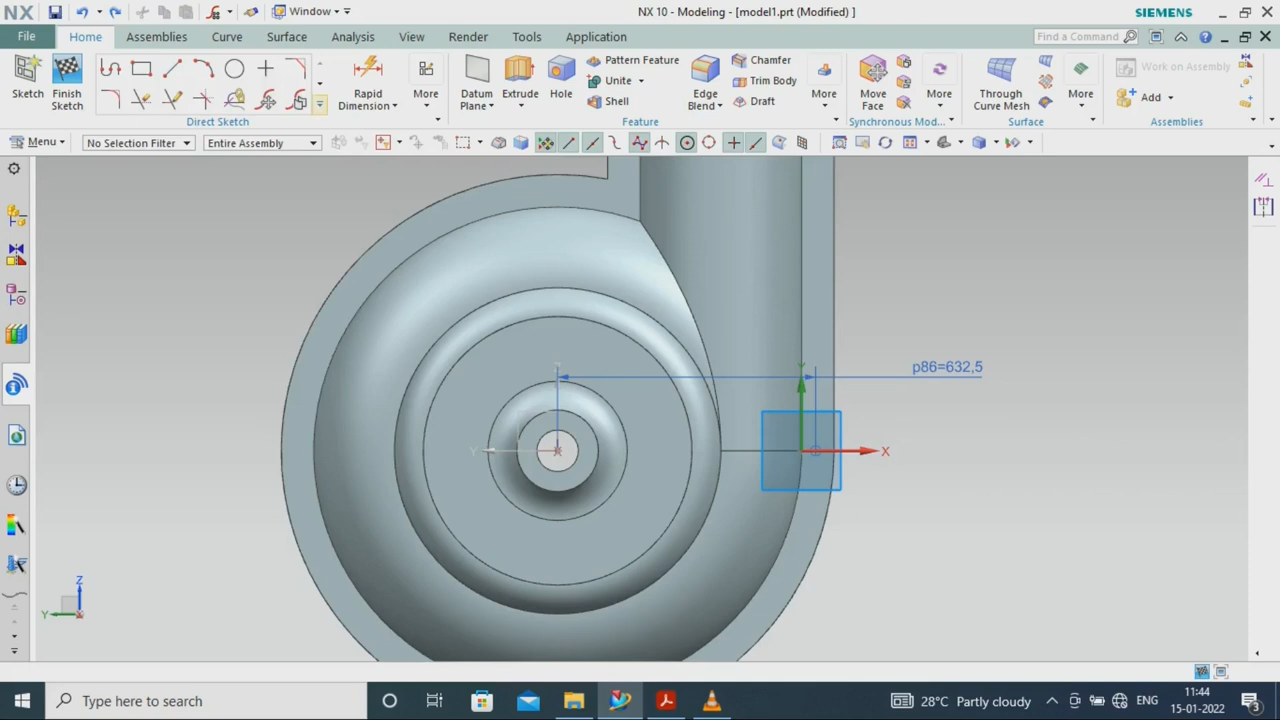 NX
Window
NX 10 - Modeling - [model1.prt (Modified) ]
SIEMENS
File
Home
Assemblies
Curve
Surface
Analysis
View
Render
Tools
Application
Find a Command
Sketch
Finish
Sketch
Direct Sketch
Rapid
Dimension
More
Datum
Plane
Extrude
Hole
Pattern Feature
Unite
Shell
Edge
Blend
Chamfer
Trim Body
Draft
More
Feature
Move
Face
More
Synchronous Mod...
Through
Curve Mesh
More
Surface
Work on Assembly
Add
Assemblies
Menu
No Selection Filter
Entire Assembly
p86=632,5
Z
Y
Y
X
Z
Y
X
Type here to search
28°C Partly cloudy
ENG
11:44
15-01-2022
3